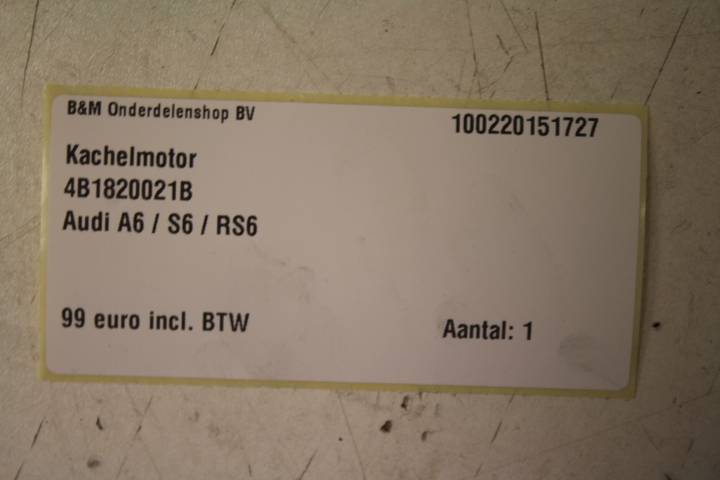 B&M Onderdelenshop BV
100220151727
Kachelmotor
4B1820021B
Audi A6 / S6 / RS6
99 euro incl. BTW
Aantal: 1